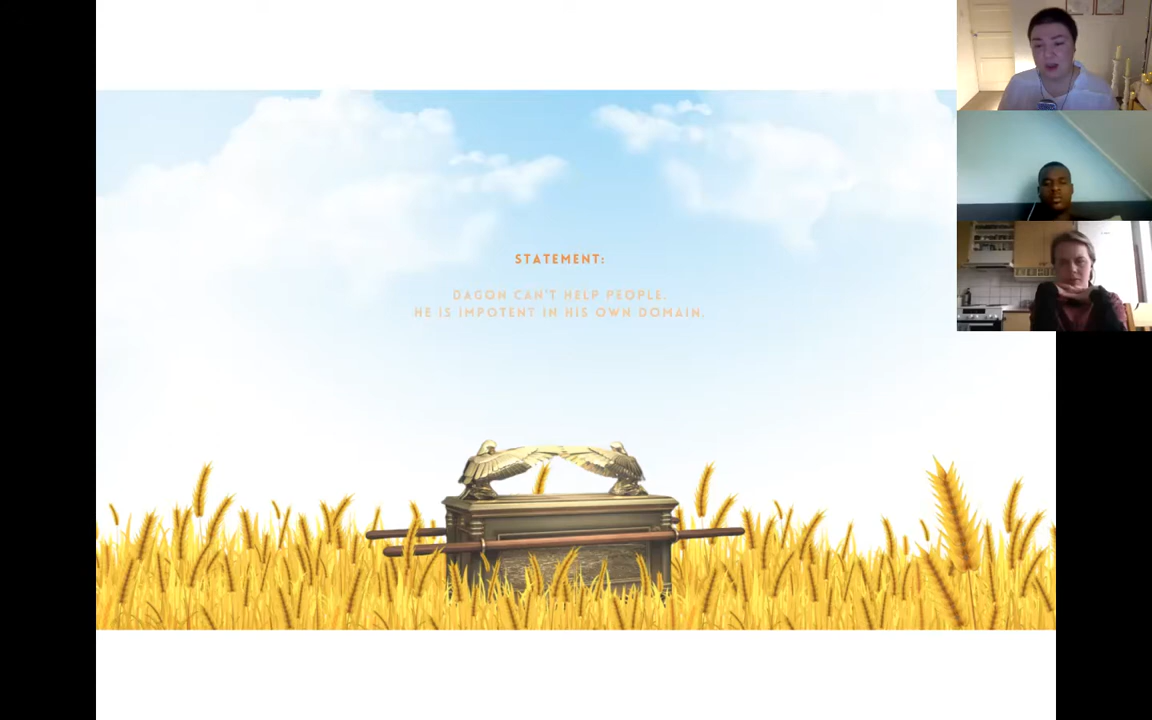 STATEMENT:
DAGON CAN'T HELP PEOPLE.
HE IS IMPOTENT IN HIS OWN DOMAIN.